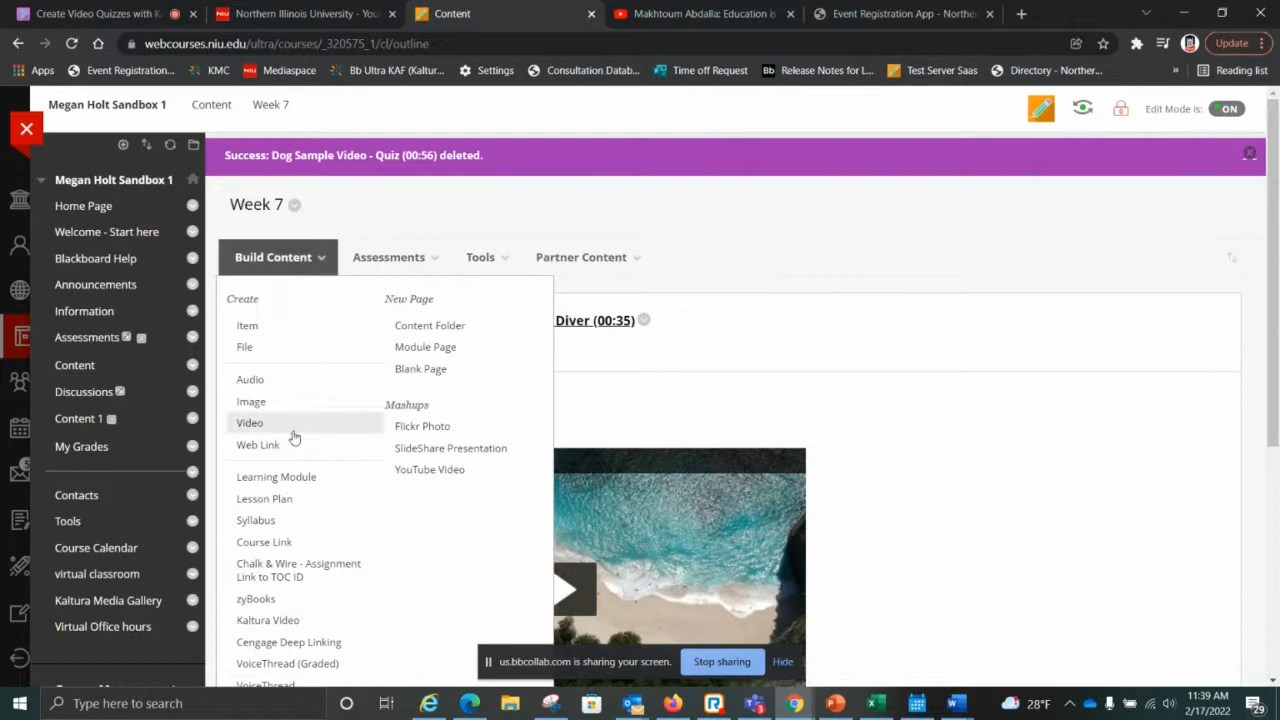 Create Video Quizzes with K
Northern Illinois University - You
Content
Makhtoum Abdalla: Education is
Event Registration App - Northe
webcourses.niu.edu/ultra/courses/_320575_1/cl/outline
Update
Apps
Event Registration...
KMC
NIU
Mediaspace
Bb Ultra KAF (Kaltur...
Settings
Consultation Datab...
Time off Request
Bb
Release Notes for L...
Test Server Saas
Directory - Norther...
»
Reading list
Megan Holt Sandbox 1
Content
Week 7
Edit Mode is:
ON
Success: Dog Sample Video - Quiz (00:56) deleted.
Megan Holt Sandbox 1
Home Page
Welcome - Start here
Blackboard Help
Announcements
Information
Assessments
Content
Discussions
Content 1
My Grades
Contacts
Tools
Course Calendar
virtual classroom
Kaltura Media Gallery
Virtual Office hours
Week 7
Build Content
Assessments
Tools
Partner Content
Create
Item
File
Audio
Image
Video
Web Link
Learning Module
Lesson Plan
Syllabus
Course Link
Chalk & Wire - Assignment
Link to TOC ID
zyBooks
Kaltura Video
Cengage Deep Linking
VoiceThread (Graded)
VoiceThread
New Page
Content Folder
Module Page
Blank Page
Mashups
Flickr Photo
SlideShare Presentation
YouTube Video
Diver (00:35)
us.bbcollab.com is sharing your screen.
Stop sharing
Hide
Type here to search
28°F
11:39 AM
2/17/2022
29